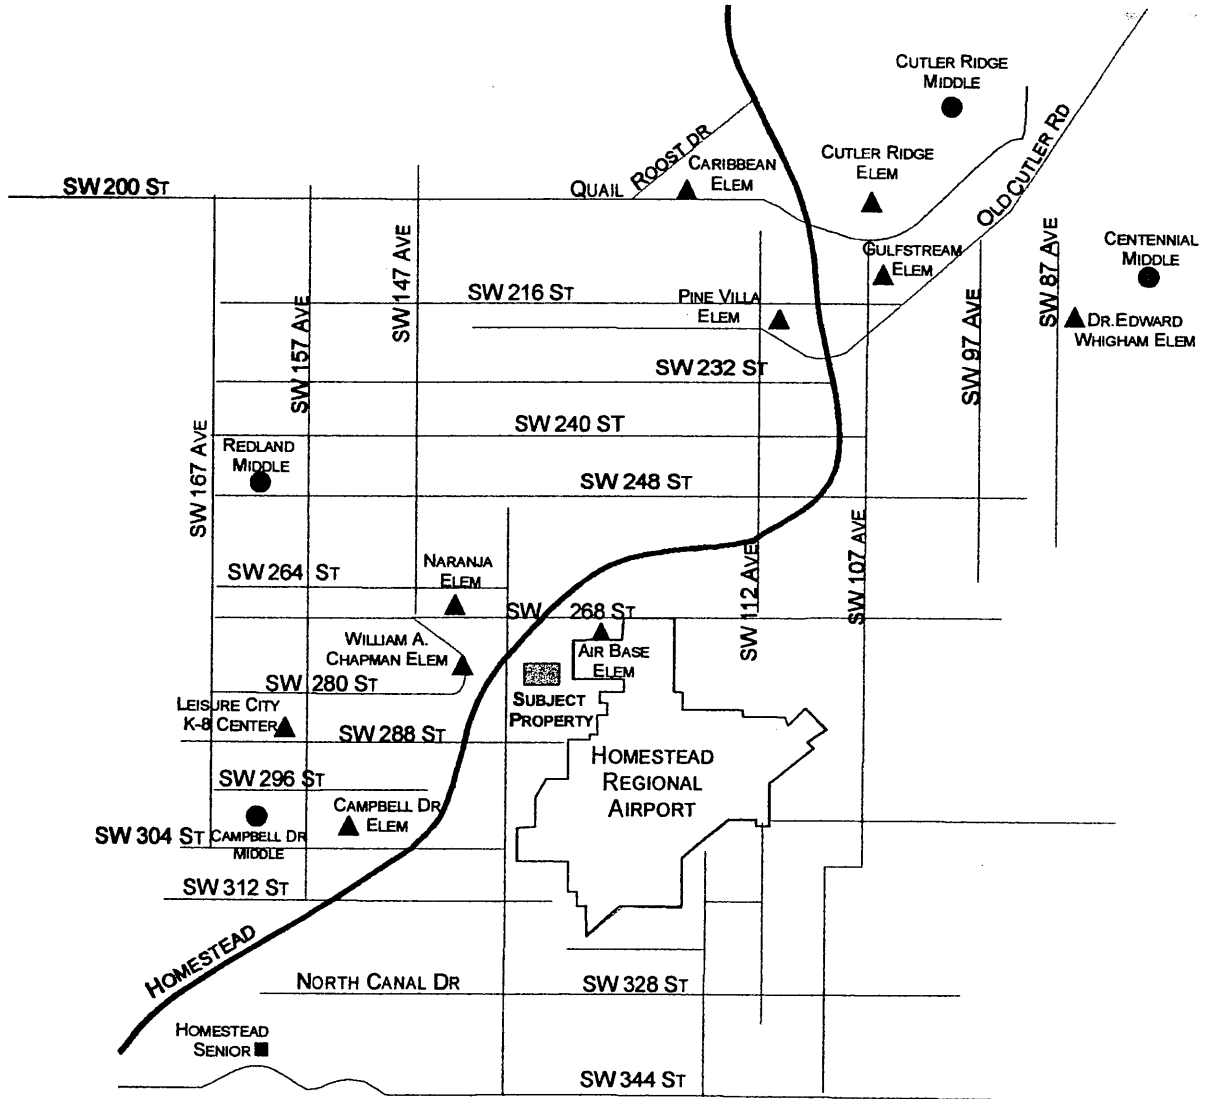 CUTLER RIDGE
MIDDLE
OLD CUTLER RD
QUAIL ROOST DR
CARIBBEAN
ELEM
CUTLER RIDGE
ELEM
SW 200 ST
SW 147 AVE
GULFSTREAM
ELEM
SW 87 AVE
CENTENNIAL
MIDDLE
SW 216 ST
PINE VILLA
ELEM
SW 157 AVE
SW 97 AVE
DR. EDWARD
WHIGHAM ELEM
SW 232 ST
SW 240 ST
SW 167 AVE
REDLAND
MIDDLE
SW 248 ST
SW 107 AVE
SW 112 AVE
NARANJA
ELEM
SW 264 ST
SW 268 ST
WILLIAM A.
CHAPMAN ELEM
AIR BASE
ELEM
SW 280 ST
SUBJECT
PROPERTY
LEISURE CITY
K-8 CENTER
SW 288 ST
HOMESTEAD
REGIONAL
AIRPORT
SW 296 ST
CAMPBELL DR
ELEM
SW 304 ST
CAMPBELL DR
MIDDLE
SW 312 ST
HOMESTEAD
NORTH CANAL DR
SW 328 ST
HOMESTEAD
SENIOR
SW 344 ST